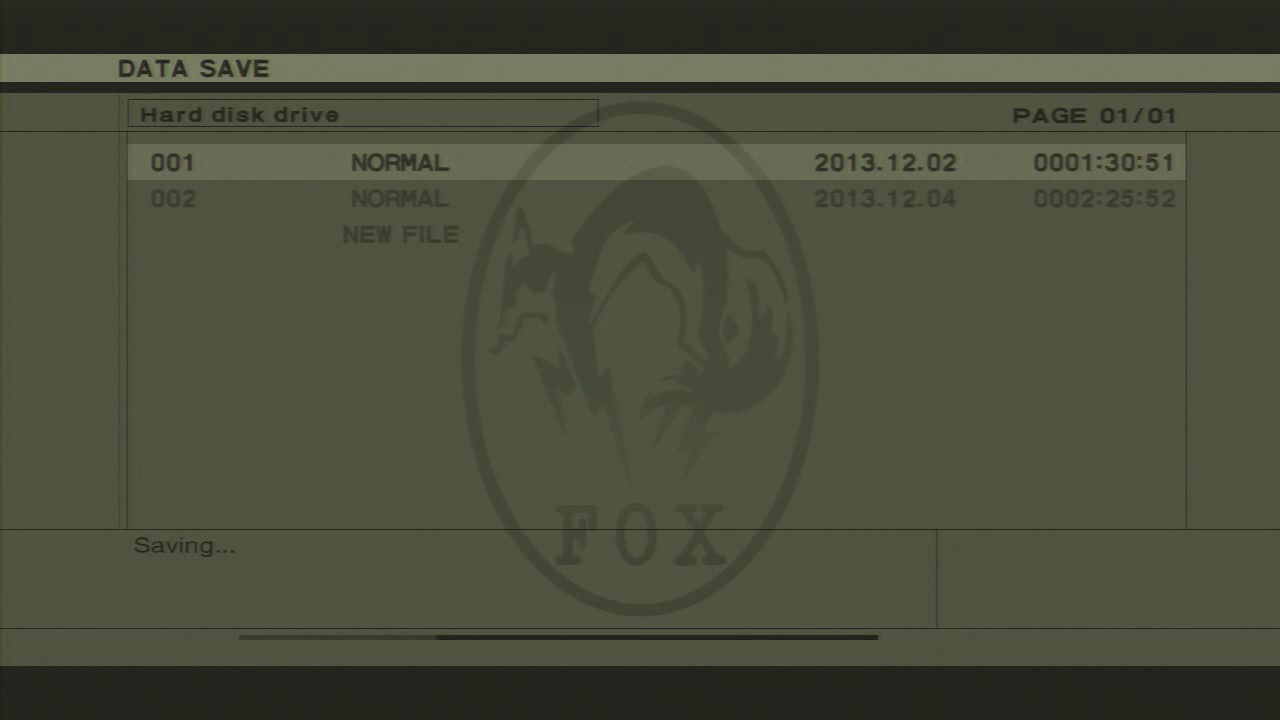 DATA SAVE
Hard disk drive PAGE 01/01
001 NORMAL 2013.12.02 0001:30:51
002 NORMAL 2013.12.04 0002:25:52
NEW FILE
FOX
Saving...